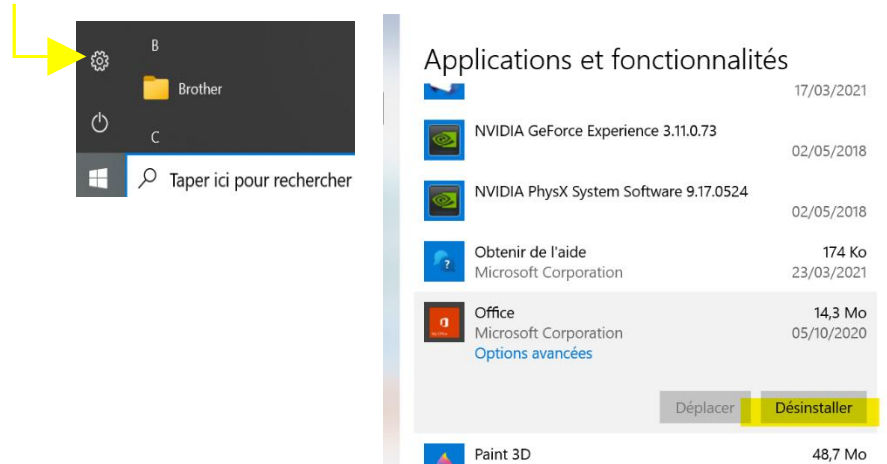 B
Brother
C
Taper ici pour rechercher
Applications et fonctionnalités
17/03/2021
NVIDIA GeForce Experience 3.11.0.73
02/05/2018
NVIDIA PhysX System Software 9.17.0524
02/05/2018
Obtenir de l'aide 174 Ko
Microsoft Corporation 23/03/2021
Office 14,3 Mo
Microsoft Corporation 05/10/2020
Options avancées
Déplacer Désinstaller
Paint 3D 48,7 Mo